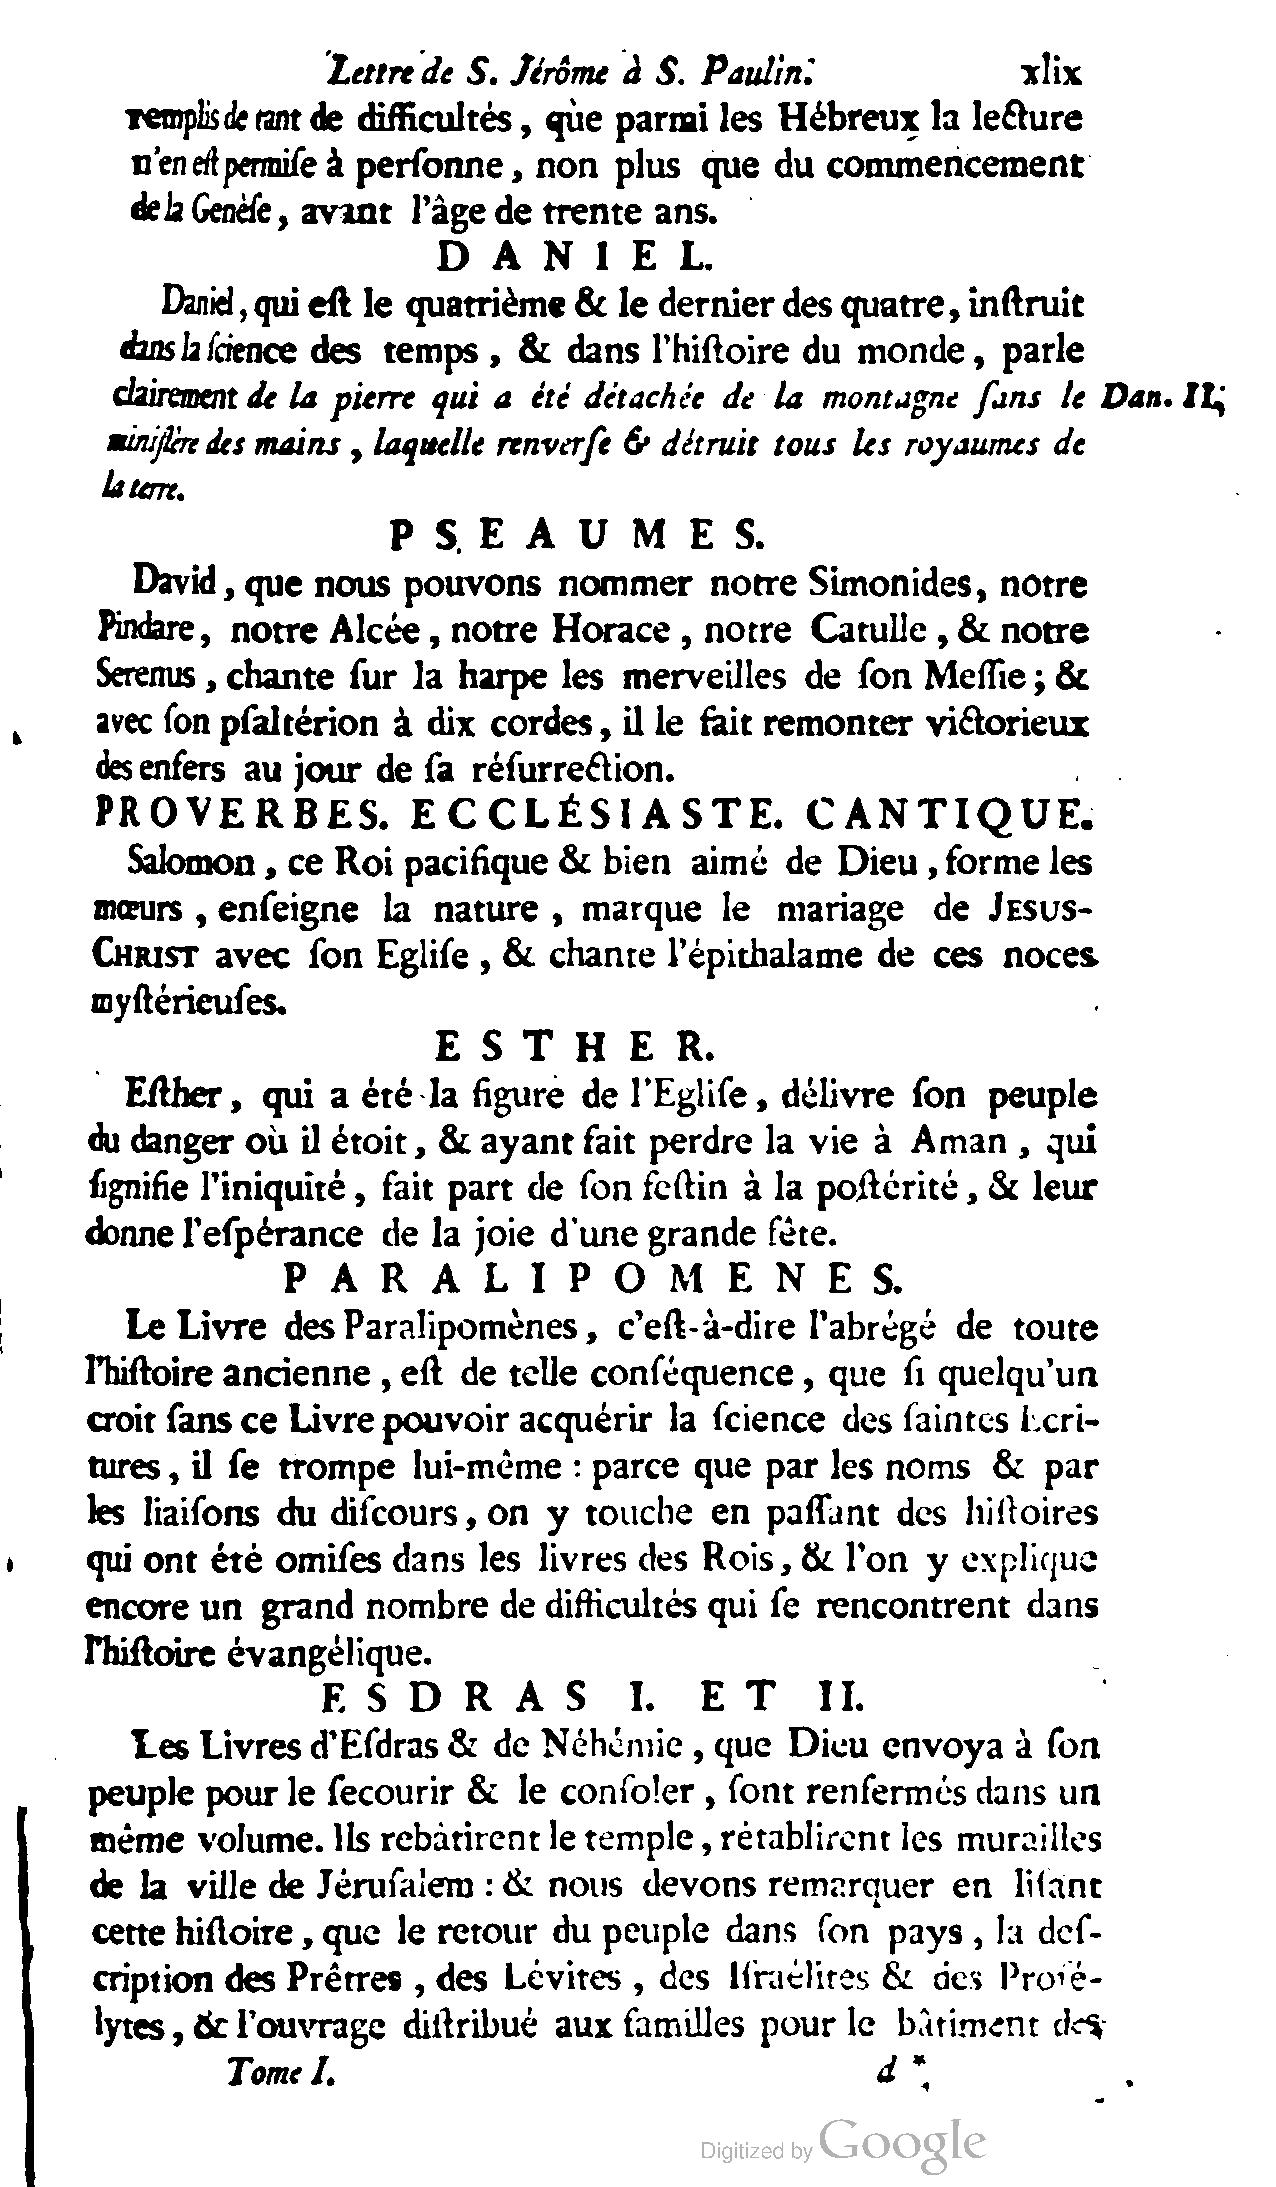 Lettre de S. Jérôme à S. Paulin. xlix
remplis de tant de difficultés, que parmi les Hébreux la lecture
n'en eſt permiſe à perſonne, non plus que du commencement
de la Genèſe, avant l'âge de trente ans.
DANIEL.
Daniel, qui eſt le quatrième & le dernier des quatre, inſtruit
dans la ſcience des temps, & dans l'hiſtoire du monde, parle
clairement de la pierre qui a été détachée de la montagne ſans le Dan. II;
miniſtère des mains, laquelle renverſe & détruit tous les royaumes de
la terre.
PSEAUMES.
David, que nous pouvons nommer notre Simonides, notre
Pindare, notre Alcée, notre Horace, notre Catulle, & notre
Serenus, chante ſur la harpe les merveilles de ſon Meſſie; &
avec ſon pſaltérion à dix cordes, il le fait remonter victorieux
des enfers au jour de ſa réſurrection.
PROVERBES. ECCLÉSIASTE. CANTIQUE.
Salomon, ce Roi pacifique & bien aimé de Dieu, forme les
mœurs, enſeigne la nature, marque le mariage de JESUS-
CHRIST avec ſon Egliſe, & chante l'épithalame de ces noces
myſtérieuſes.
ESTHER.
Eſther, qui a été la figure de l'Egliſe, délivre ſon peuple
du danger où il étoit, & ayant fait perdre la vie à Aman, qui
ſignifie l'iniquité, fait part de ſon feſtin à la poſtérité, & leur
donne l'eſpérance de la joie d'une grande fête.
PARALIPOMENES.
Le Livre des Paralipomènes, c'eſt-à-dire l'abrégé de toute
l'hiſtoire ancienne, eſt de telle conſéquence, que ſi quelqu'un
croit ſans ce Livre pouvoir acquérir la ſcience des ſaintes Ecri-
tures, il ſe trompe lui-même : parce que par les noms & par
les liaiſons du diſcours, on y touche en paſſant des hiſtoires
qui ont été omiſes dans les livres des Rois, & l'on y explique
encore un grand nombre de difficultés qui ſe rencontrent dans
l'hiſtoire évangélique.
ESDRAS I. ET II.
Les Livres d'Eſdras & de Néhémie, que Dieu envoya à ſon
peuple pour le ſecourir & le conſoler, ſont renfermés dans un
même volume. Ils rebâtirent le temple, rétablirent les murailles
de la ville de Jéruſalem : & nous devons remarquer en liſant
cette hiſtoire, que le retour du peuple dans ſon pays, la deſ-
cription des Prêtres, des Lévites, des Iſraélites & des Proſé-
lytes, & l'ouvrage diſtribué aux familles pour le bâtiment des
Tome I. d *
Digitized by Google